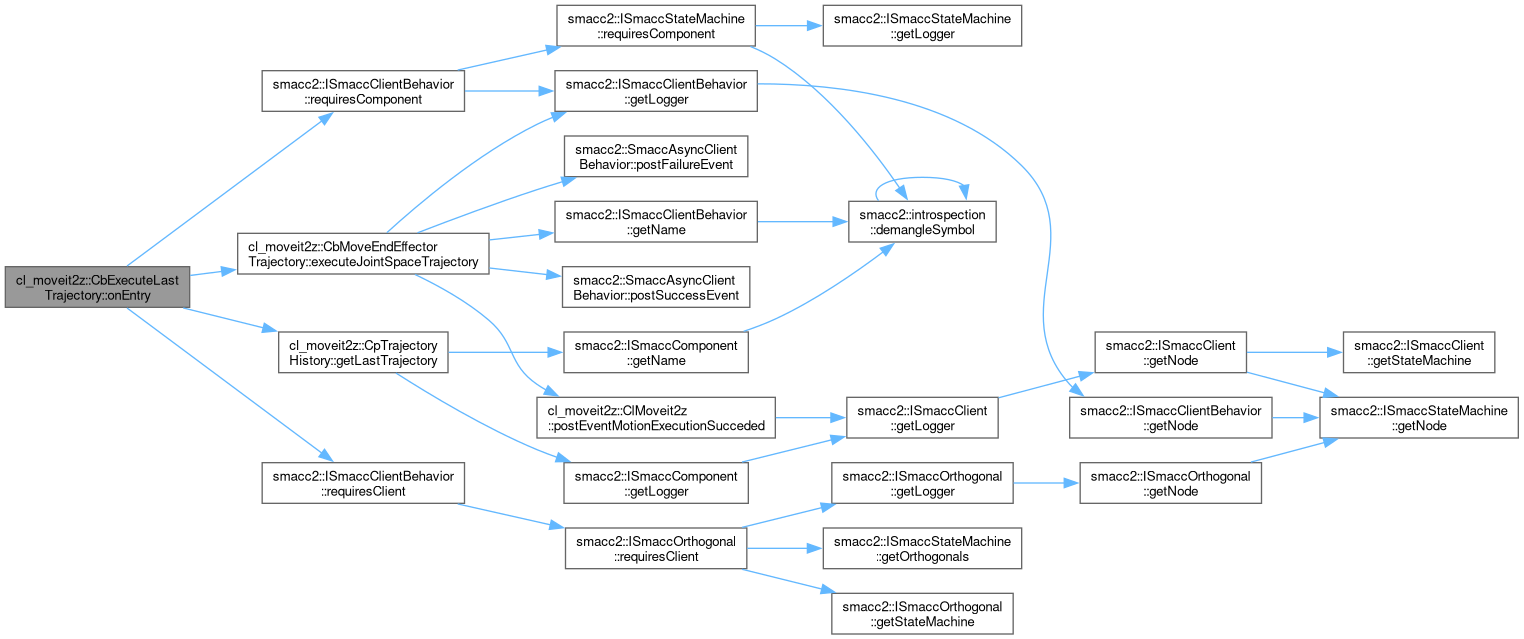 cl_moveit2z::CbExecuteLast
Trajectory::onEntry
smacc2::ISmaccClientBehavior
::requiresComponent
cl_moveit2z::CbMoveEndEffector
Trajectory::executeJointSpaceTrajectory
cl_moveit2z::CpTrajectory
History::getLastTrajectory
smacc2::ISmaccClientBehavior
::requiresClient
smacc2::ISmaccStateMachine
::requiresComponent
smacc2::ISmaccClientBehavior
::getLogger
smacc2::SmaccAsyncClient
Behavior::postFailureEvent
smacc2::ISmaccClientBehavior
::getName
smacc2::SmaccAsyncClient
Behavior::postSuccessEvent
smacc2::ISmaccComponent
::getName
cl_moveit2z::ClMoveit2z
::postEventMotionExecutionSucceded
smacc2::ISmaccComponent
::getLogger
smacc2::ISmaccOrthogonal
::requiresClient
smacc2::ISmaccStateMachine
::getLogger
smacc2::introspection
::demangleSymbol
smacc2::ISmaccClient
::getLogger
smacc2::ISmaccOrthogonal
::getLogger
smacc2::ISmaccStateMachine
::getOrthogonals
smacc2::ISmaccOrthogonal
::getStateMachine
smacc2::ISmaccClient
::getNode
smacc2::ISmaccClientBehavior
::getNode
smacc2::ISmaccOrthogonal
::getNode
smacc2::ISmaccClient
::getStateMachine
smacc2::ISmaccStateMachine
::getNode